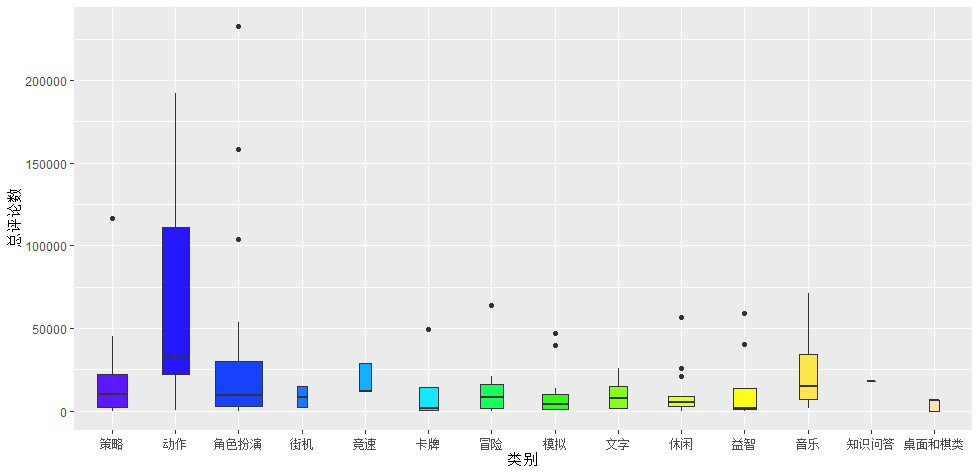 总评论数
200000
150000
100000
50000
0
策略 动作 角色扮演 街机 竞速 卡牌 冒险 模拟 文字 休闲 益智 音乐 知识问答 桌面和棋类
类别